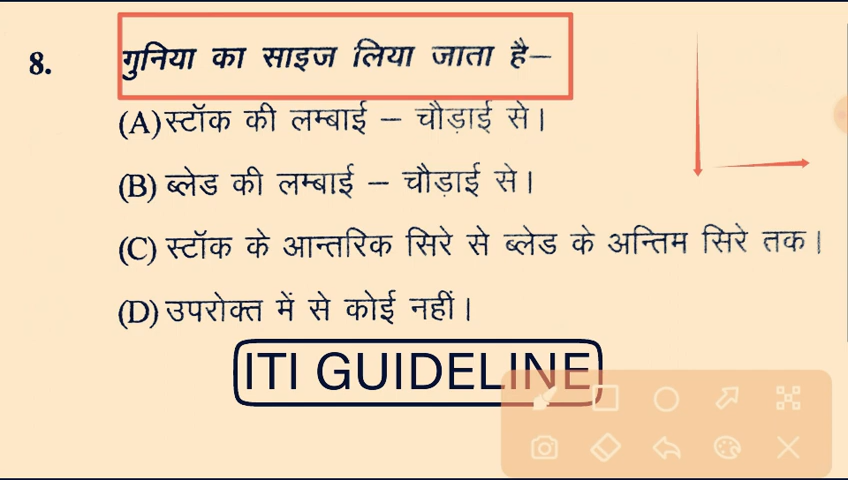 8. गुनिया का साइज लिया जाता है–
(A) स्टॉक की लम्बाई – चौड़ाई से।
(B) ब्लेड की लम्बाई – चौड़ाई से।
(C) स्टॉक के आन्तरिक सिरे से ब्लेड के अन्तिम सिरे तक।
(D) उपरोक्त में से कोई नहीं।
ITI GUIDELINE